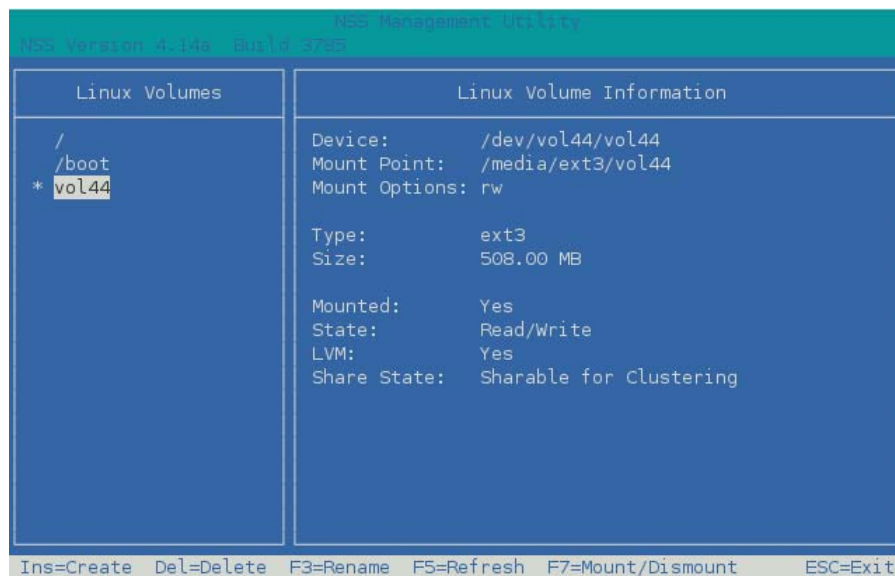 NSS Management Utility
NSS Version 4.14a Build 3785
Linux Volumes
/
/boot
* vol44
Linux Volume Information
Device: /dev/vol44/vol44
Mount Point: /media/ext3/vol44
Mount Options: rw
Type: ext3
Size: 508.00 MB
Mounted: Yes
State: Read/Write
LVM: Yes
Share State: Sharable for Clustering
Ins=Create Del=Delete F3=Rename F5=Refresh F7=Mount/Dismount ESC=Exit